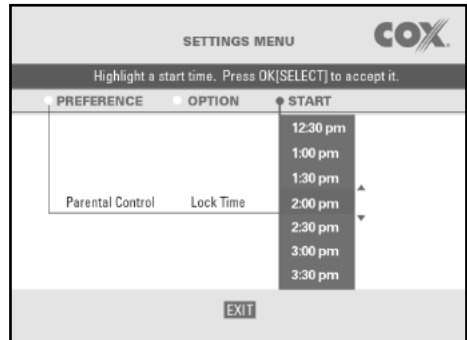 SETTINGS MENU
COX
Highlight a start time. Press OK[SELECT] to accept it.
PREFERENCE OPTION START
12:30 pm
1:00 pm
1:30 pm
Parental Control Lock Time 2:00 pm
2:30 pm
3:00 pm
3:30 pm
EXIT